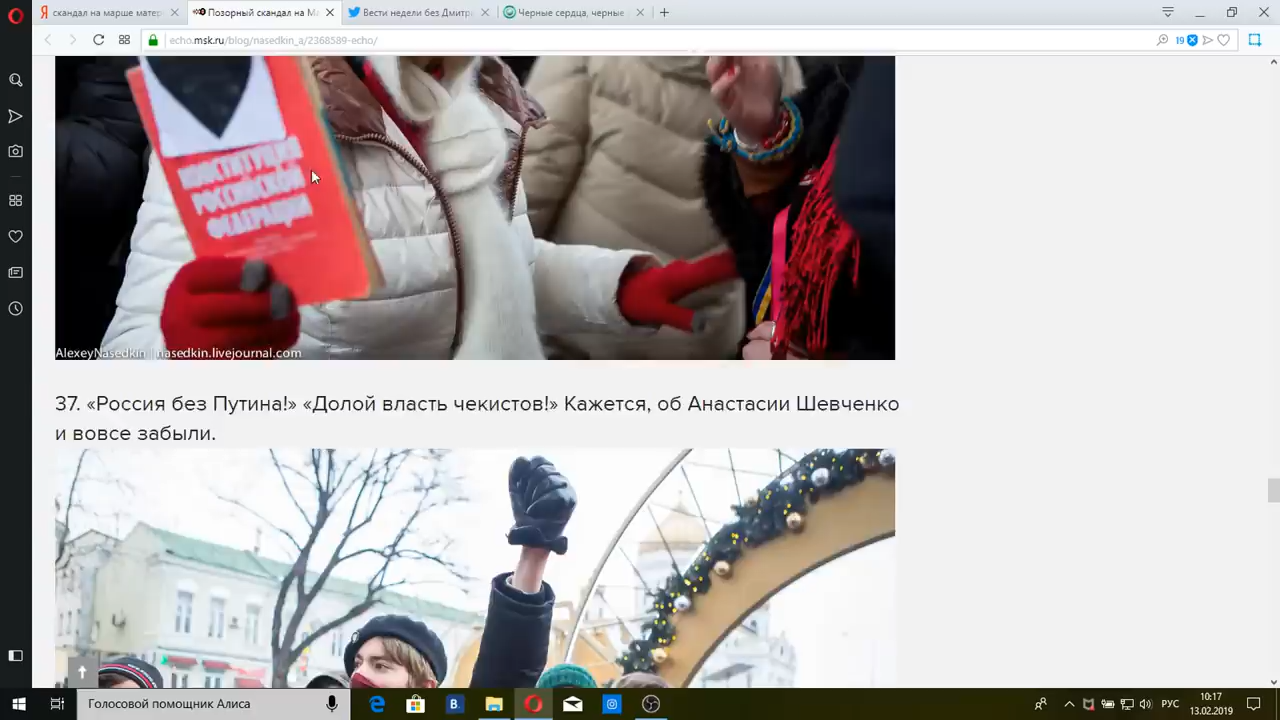 скандал на марше матер
Позорный скандал на Ма
Вести недели без Дмитр
Черные сердца, черные
echo.msk.ru/blog/nasedkin_a/2368589-echo/
19
КОНСТИТУЦИЯ
РОССИЙСКОЙ
ФЕДЕРАЦИИ
AlexeyNasedkin | nasedkin.livejournal.com
37. «Россия без Путина!» «Долой власть чекистов!» Кажется, об Анастасии Шевченко
и вовсе забыли.
Голосовой помощник Алиса
РУС
10:17
13.02.2019